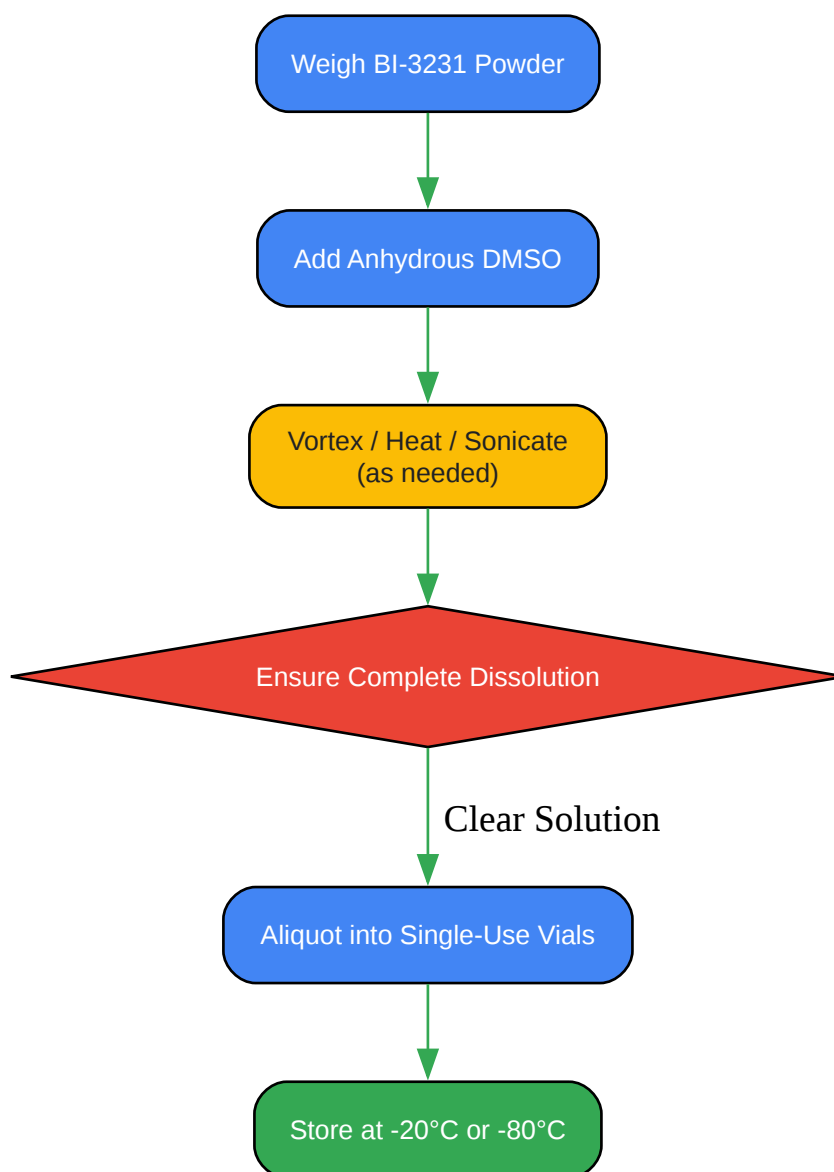 Weigh BI-3231 Powder
Add Anhydrous DMSO
Vortex / Heat / Sonicate
(as needed)
Ensure Complete Dissolution
Clear Solution
Aliquot into Single-Use Vials
Store at -20°C or -80°C